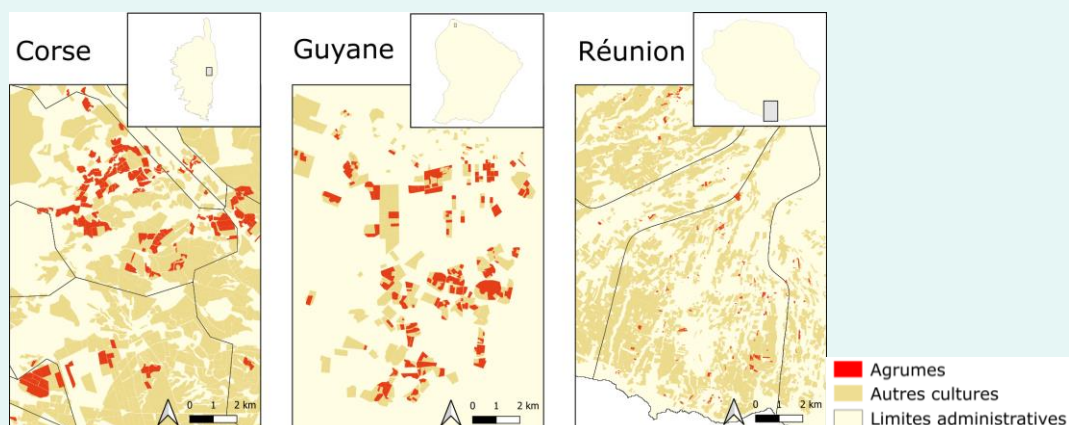 Corse
Guyane
Réunion
0 1 2 km
0 1 2 km
0 1 2 km
Agrumes
Autres cultures
Limites administratives